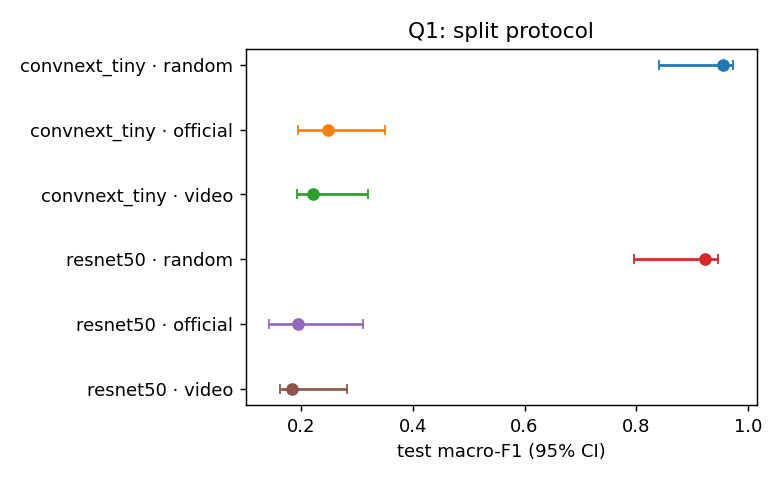 Q1: split protocol
convnext_tiny · random
convnext_tiny · official
convnext_tiny · video
resnet50 · random
resnet50 · official
resnet50 · video
0.2 0.4 0.6 0.8 1.0
test macro-F1 (95% CI)